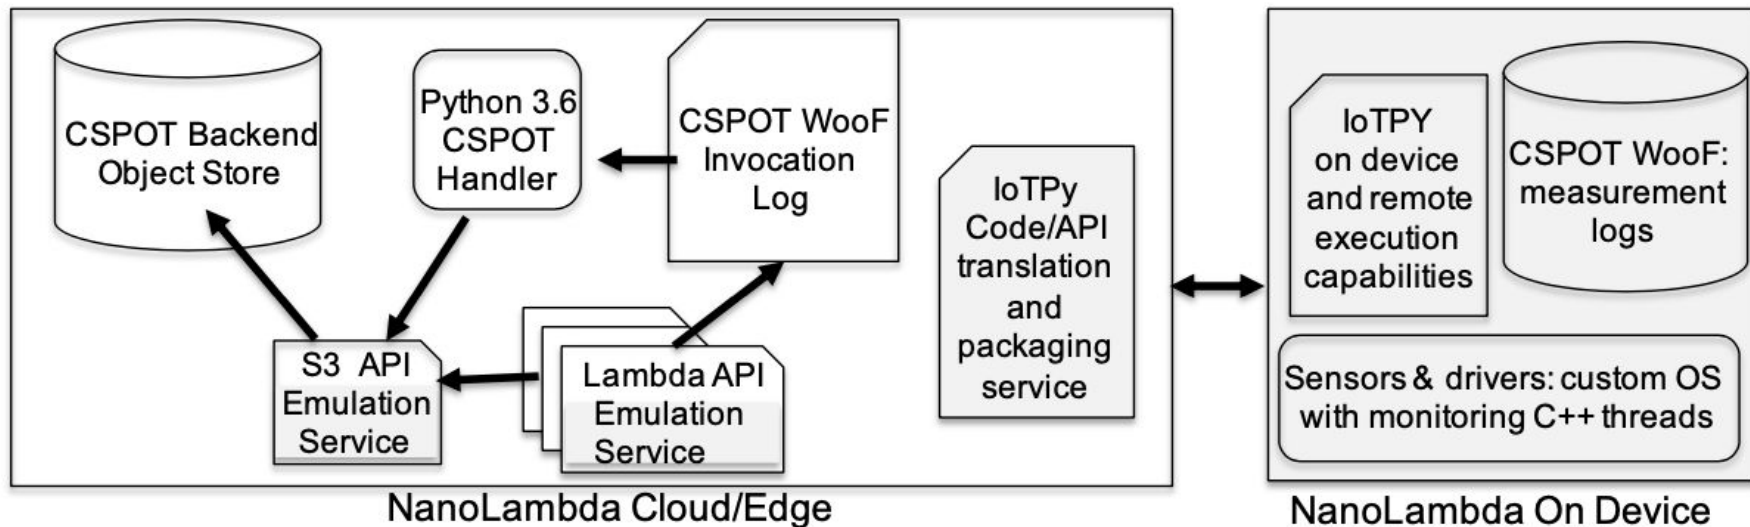 CSPOT Backend
Object Store
Python 3.6
CSPOT
Handler
CSPOT WooF
Invocation
Log
S3 API
Emulation
Service
Lambda API
Emulation
Service
IoTPy
Code/API
translation
and
packaging
service
NanoLambda Cloud/Edge
IoTPY
on device
and remote
execution
capabilities
CSPOT WooF:
measurement
logs
Sensors & drivers: custom OS
with monitoring C++ threads
NanoLambda On Device